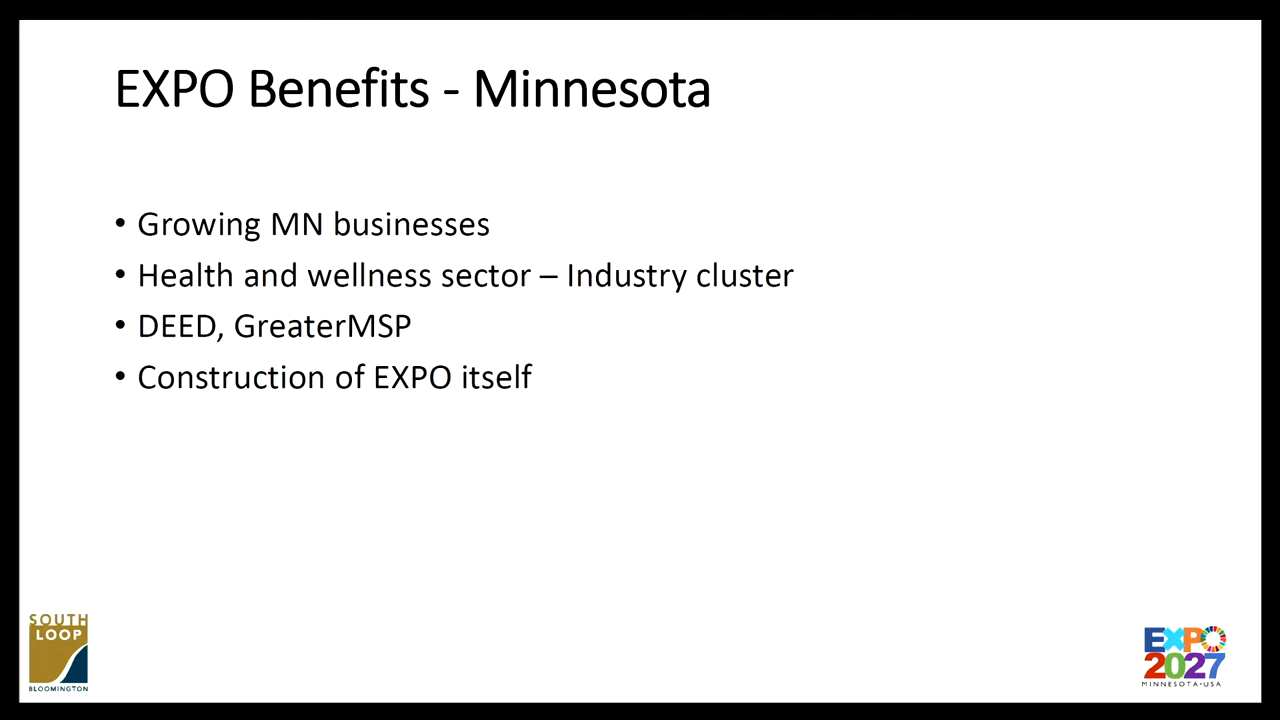 EXPO Benefits - Minnesota
• Growing MN businesses
• Health and wellness sector – Industry cluster
• DEED, GreaterMSP
• Construction of EXPO itself
SOUTH
LOOP
BLOOMINGTON
EXPO
2027
MINNESOTA•USA